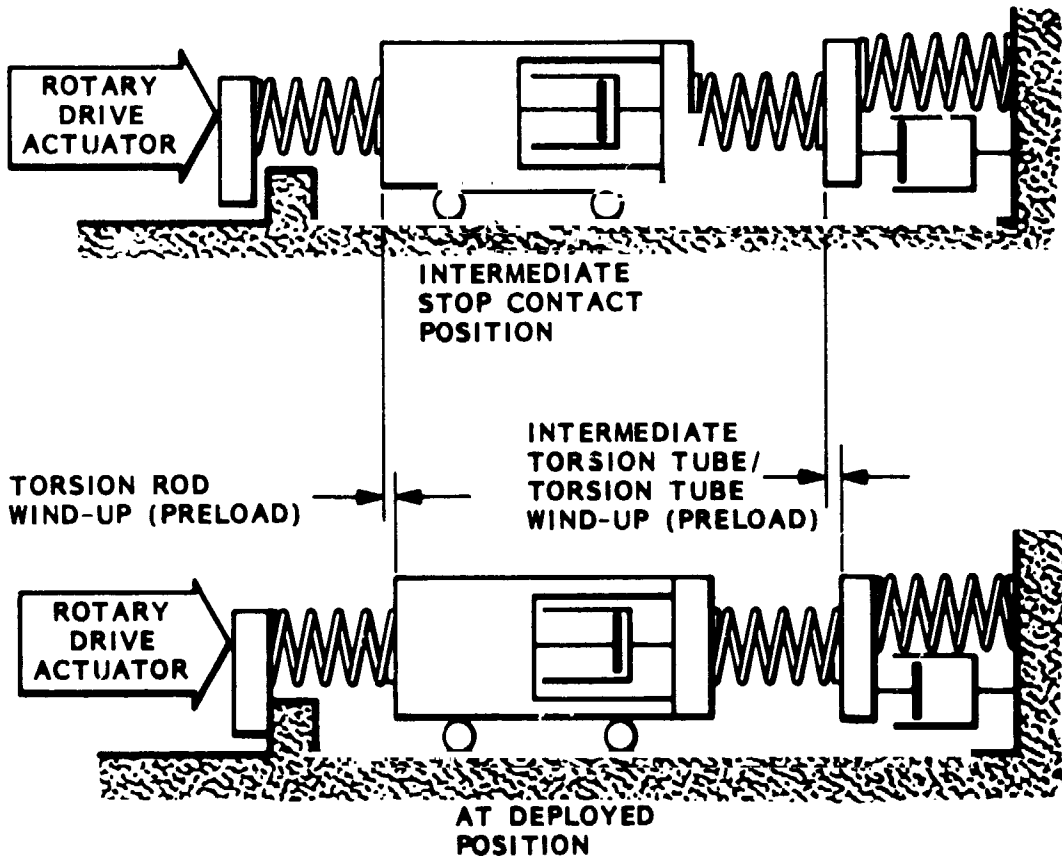 ROTARY
DRIVE
ACTUATOR
INTERMEDIATE
STOP CONTACT
POSITION
TORSION ROD
WIND-UP (PRELOAD)
INTERMEDIATE
TORSION TUBE/
TORSION TUBE
WIND-UP (PRELOAD)
ROTARY
DRIVE
ACTUATOR
AT DEPLOYED
POSITION